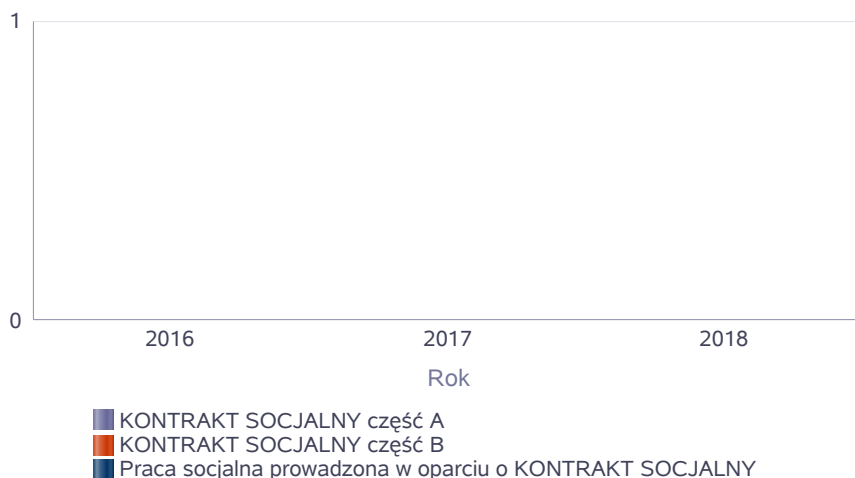 1
0
2016 2017 2018
Rok
KONTRAKT SOCJALNY część A
KONTRAKT SOCJALNY część B
Praca socjalna prowadzona w oparciu o KONTRAKT SOCJALNY